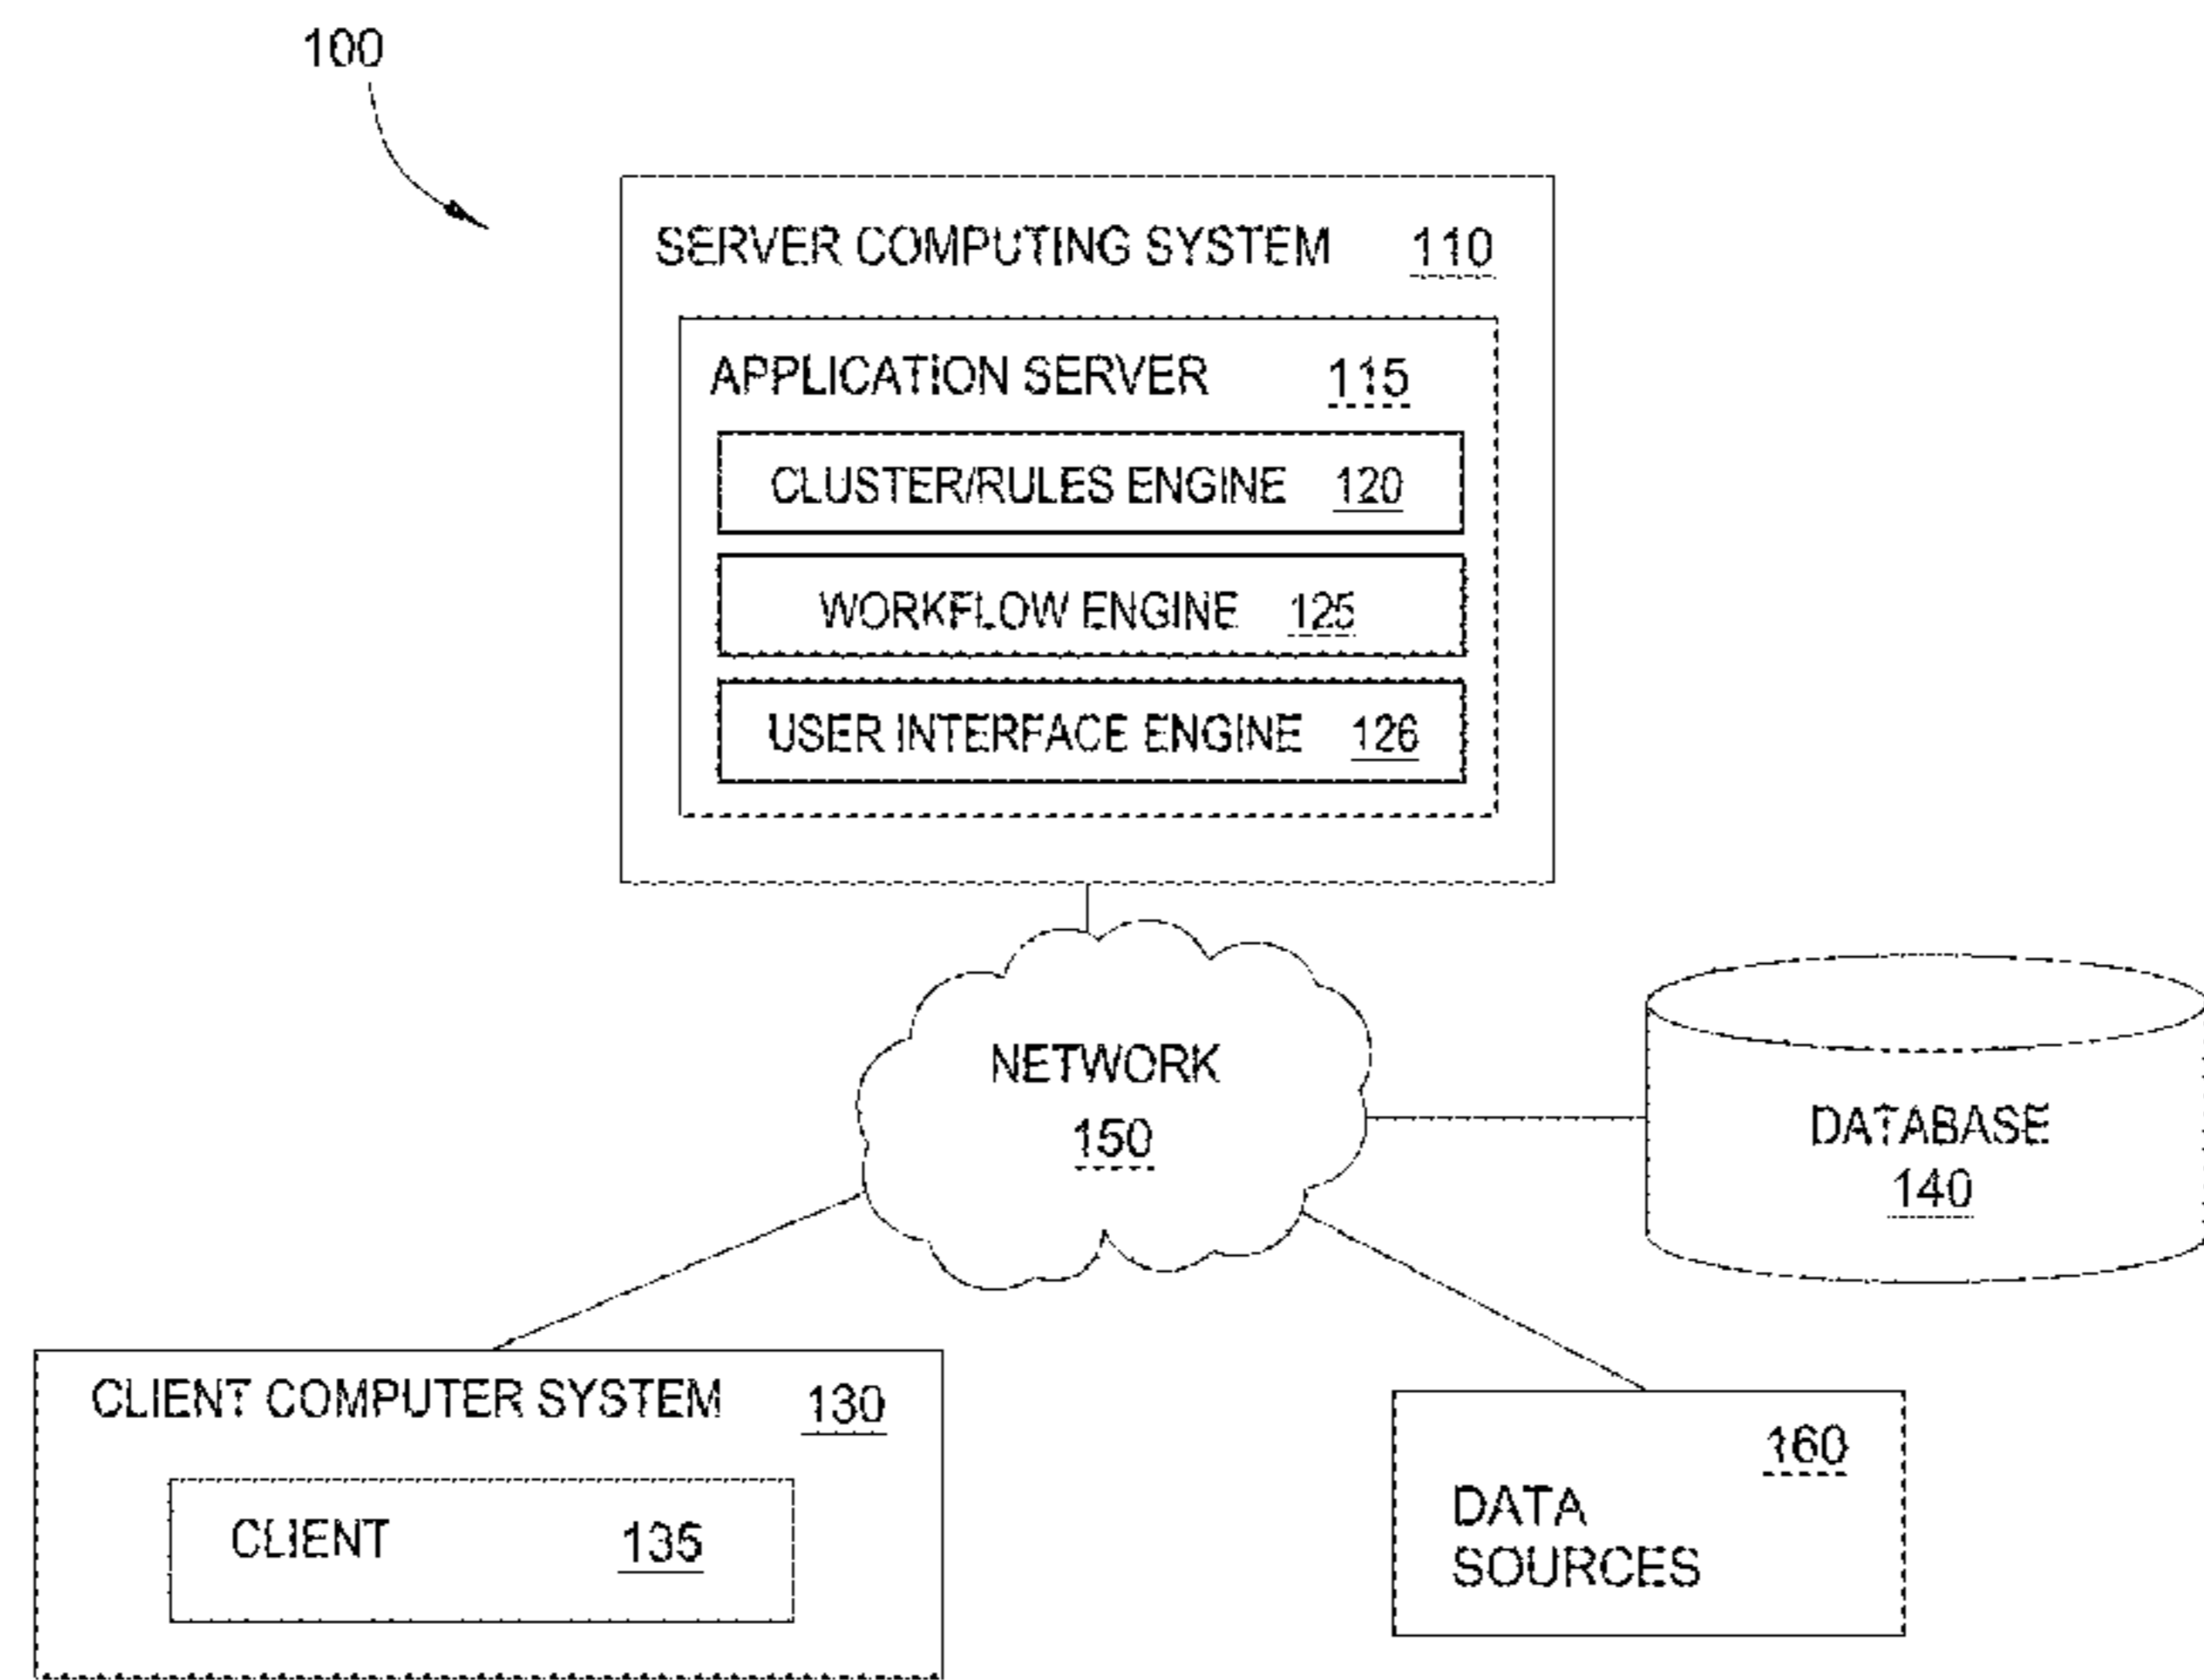 100
SERVER COMPUTING SYSTEM 110
APPLICATION SERVER 115
CLUSTER/RULES ENGINE 120
WORKFLOW ENGINE 125
USER INTERFACE ENGINE 126
NETWORK
150
DATABASE
140
CLIENT COMPUTER SYSTEM 130
CLIENT 135
160
DATA
SOURCES